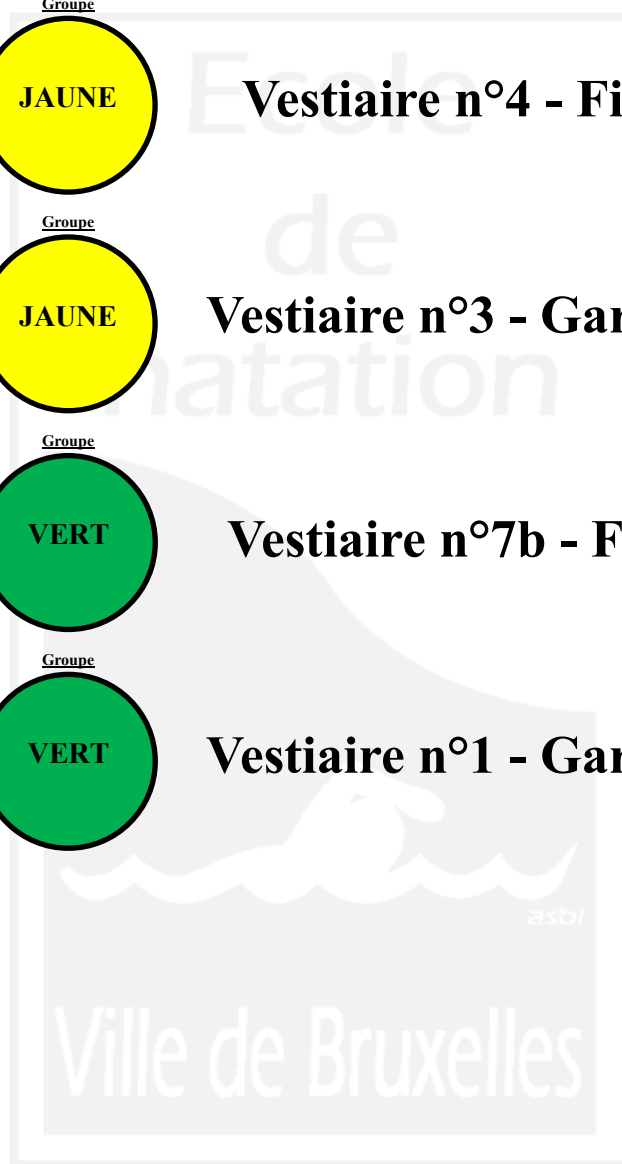 Groupe
JAUNE
Vestiaire n°4 - Fi
Groupe
JAUNE
Vestiaire n°3 - Gar
Groupe
VERT
Vestiaire n°7b - F
Groupe
VERT
Vestiaire n°1 - Gar
Ecole
de
natation
asbl
Ville de Bruxelles